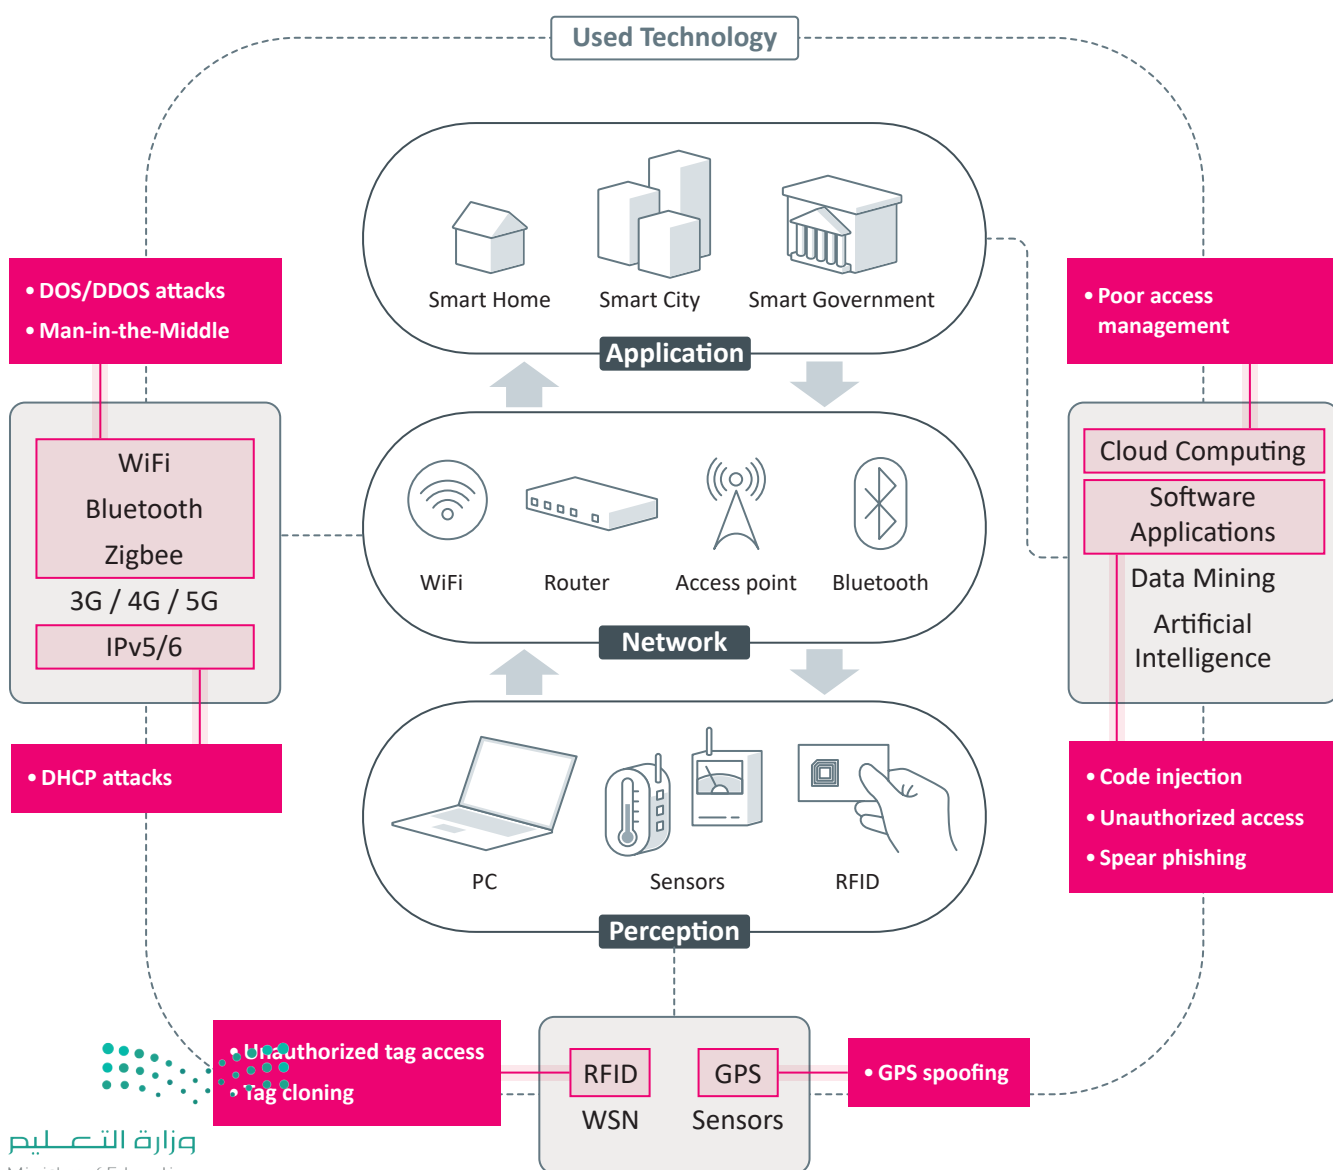 Used Technology
Smart Home
Smart City
Smart Government
Application
• DOS/DDOS attacks
• Man-in-the-Middle
• Poor access
management
WiFi
Bluetooth
Zigbee
3G / 4G / 5G
IPv5/6
WiFi
Router
Access point
Bluetooth
Network
Cloud Computing
Software
Applications
Data Mining
Artificial
Intelligence
• DHCP attacks
PC
Sensors
RFID
Perception
• Code injection
• Unauthorized access
• Spear phishing
• Unauthorized tag access
• Tag cloning
RFID
GPS
WSN
Sensors
• GPS spoofing
وزارة التعليم